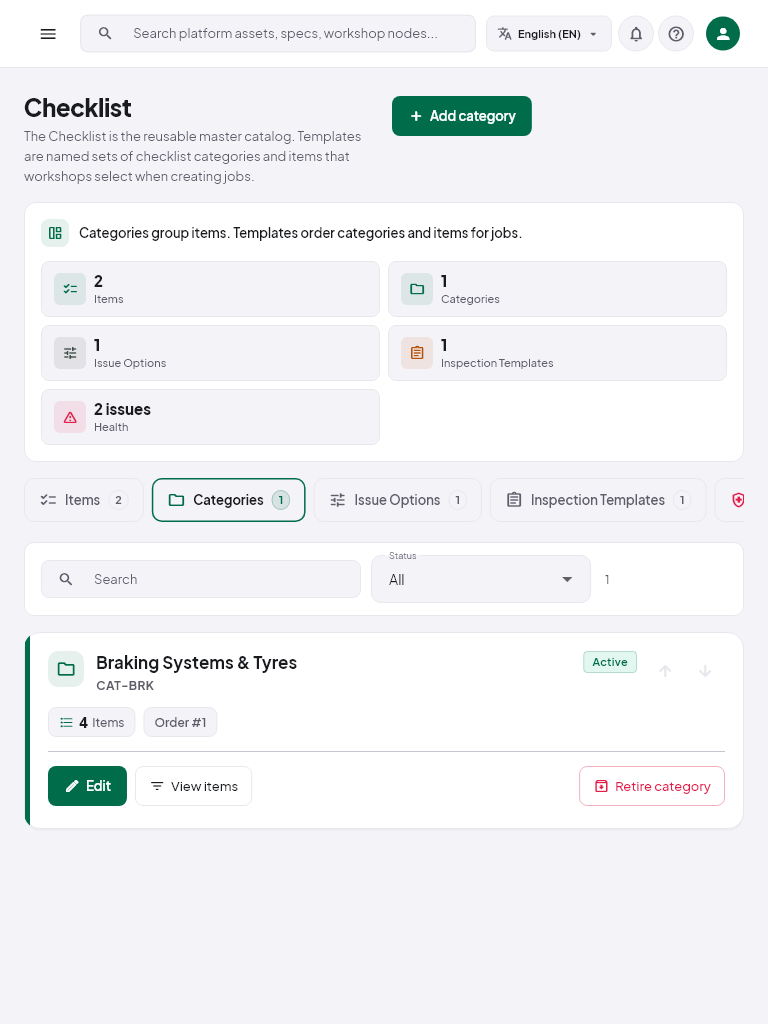 Search platform assets, specs, workshop nodes...
English (EN)
Checklist
Add category
The Checklist is the reusable master catalog. Templates
are named sets of checklist categories and items that
workshops select when creating jobs.
Categories group items. Templates order categories and items for jobs.
2
Items
1
Categories
1
Issue Options
1
Inspection Templates
2 issues
Health
Items 2
Categories 1
Issue Options 1
Inspection Templates 1
Status
Search
All
1
Braking Systems & Tyres
Active
CAT-BRK
4 Items
Order #1
Edit
View items
Retire category